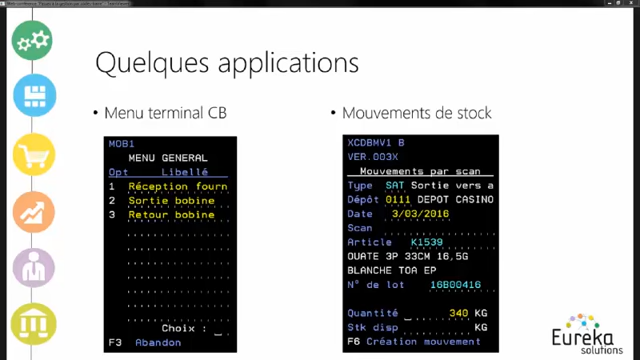 Quelques applications
• Menu terminal CB
MOB1
MENU GENERAL
Opt Libellé
1 Réception fourn
2 Sortie bobine
3 Retour bobine
Choix : _
F3 Abandon
• Mouvements de stock
XCDBMV1 B
VER.003X
Mouvements par scan
Type SAT Sortie vers a
Dépôt 0111 DEPOT CASINO
Date 3/03/2016
Scan
Article K1539
OUATE 3P 33CM 16,5G
BLANCHE TOA EP
N° de lot 16B00416
Quantité 340 KG
Stk disp KG
F6 Création mouvement
Eureka
solutions